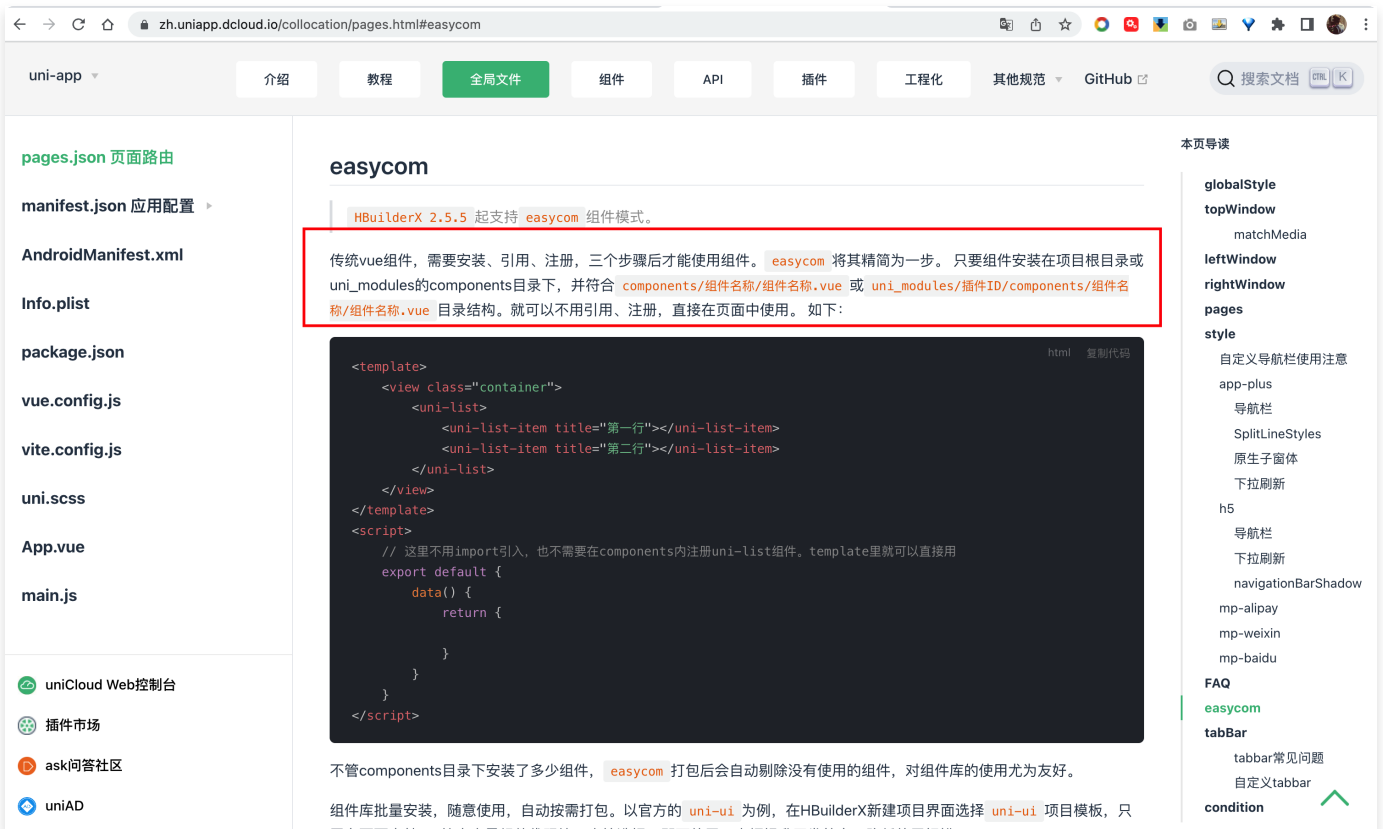 zh.uniapp.dcloud.io/collocation/pages.html#easycom
uni-app
介绍
教程
全局文件
组件
API
插件
工程化
其他规范
GitHub
搜索文档
CTRL
K
pages.json 页面路由
manifest.json 应用配置
AndroidManifest.xml
Info.plist
package.json
vue.config.js
vite.config.js
uni.scss
App.vue
main.js
uniCloud Web控制台
插件市场
ask问答社区
uniAD
easycom
HBuilderX 2.5.5 起支持 easycom 组件模式。
传统vue组件，需要安装、引用、注册，三个步骤后才能使用组件。 easycom 将其精简为一步。 只要组件安装在项目根目录或
uni_modules的components目录下，并符合 components/组件名称/组件名称.vue 或 uni_modules/插件ID/components/组件名
称/组件名称.vue 目录结构。就可以不用引用、注册，直接在页面中使用。 如下：
html 复制代码
<template>
<view class="container">
<uni-list>
<uni-list-item title="第一行"></uni-list-item>
<uni-list-item title="第二行"></uni-list-item>
</uni-list>
</view>
</template>
<script>
// 这里不用import引入，也不需要在components内注册uni-list组件。template里就可以直接用
export default {
data() {
return {
}
}
}
</script>
不管components目录下安装了多少组件， easycom 打包后会自动剔除没有使用的组件，对组件库的使用尤为友好。
组件库批量安装，随意使用，自动按需打包。以官方的 uni-ui 为例，在HBuilderX新建项目界面选择 uni-ui 项目模板，只
本页导读
globalStyle
topWindow
matchMedia
leftWindow
rightWindow
pages
style
自定义导航栏使用注意
app-plus
导航栏
SplitLineStyles
原生子窗体
下拉刷新
h5
导航栏
下拉刷新
navigationBarShadow
mp-alipay
mp-weixin
mp-baidu
FAQ
easycom
tabBar
tabbar常见问题
自定义tabbar
condition